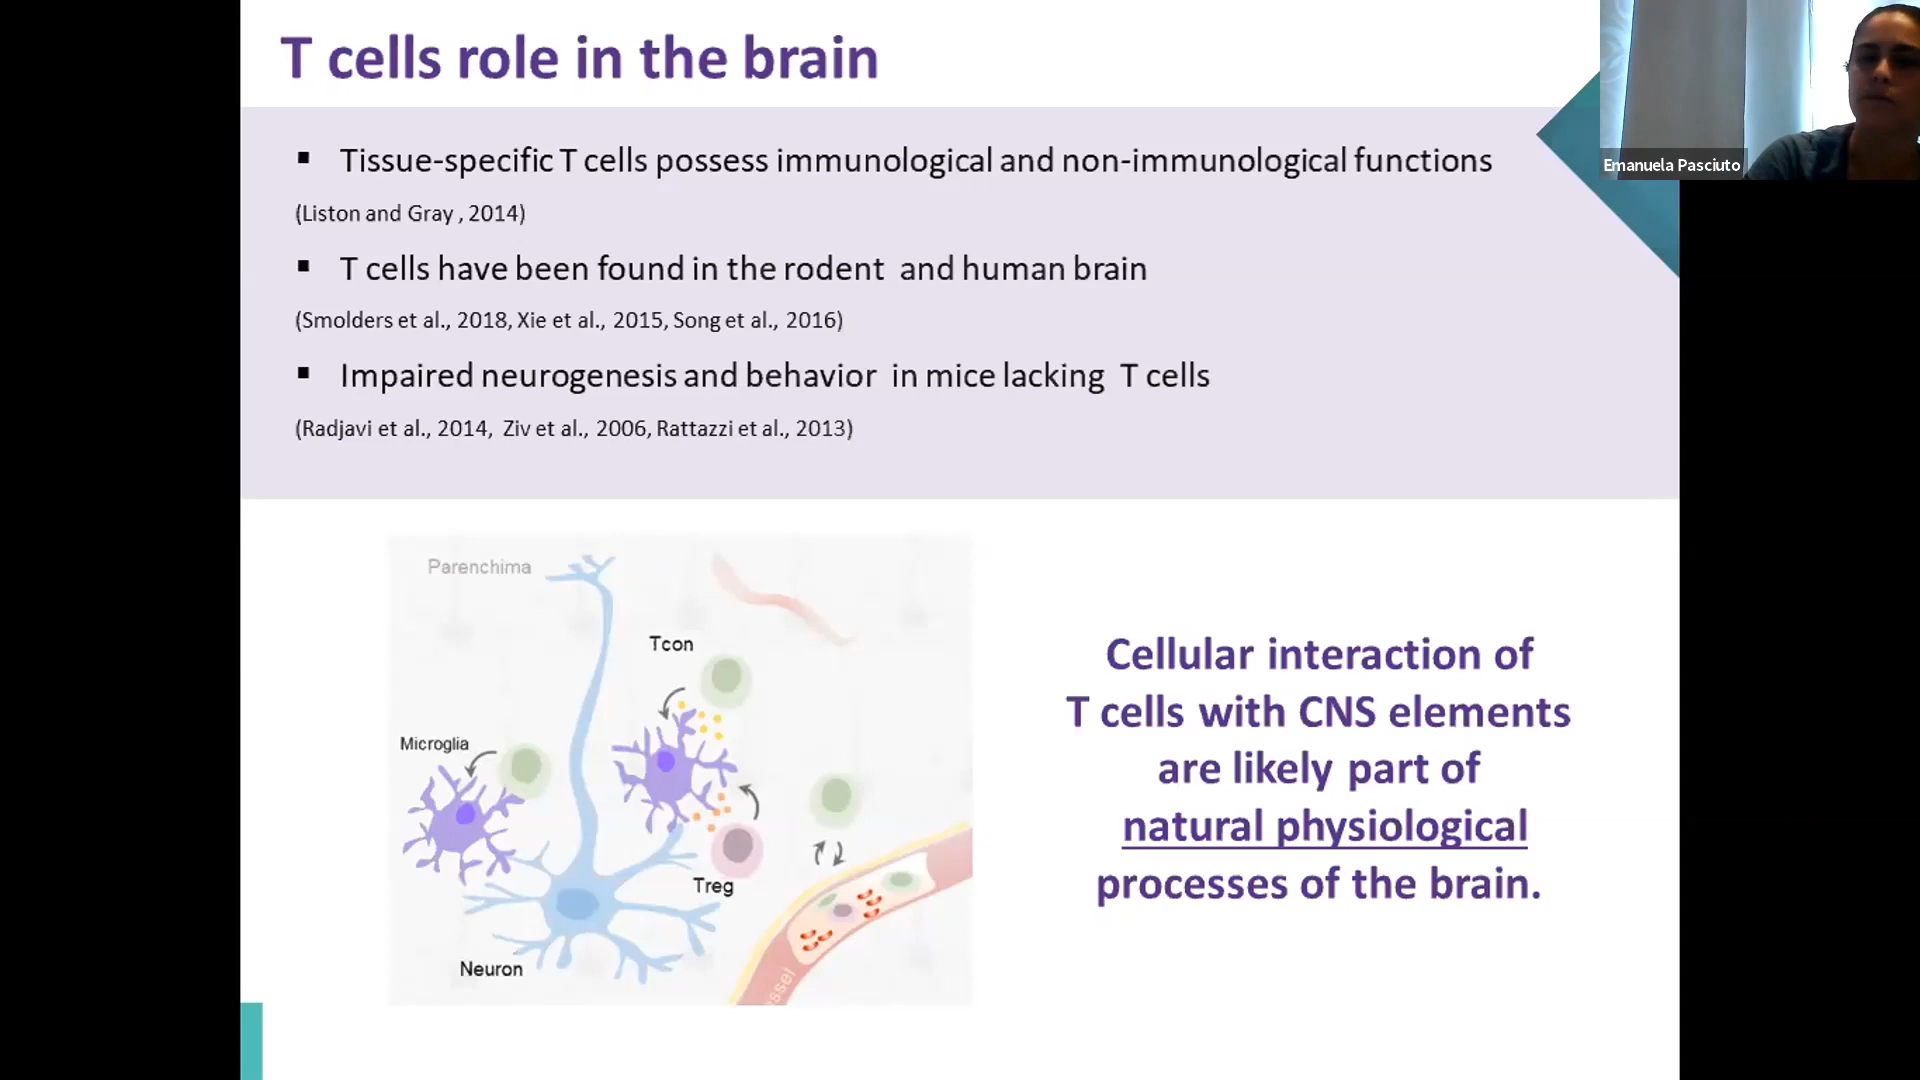 T cells role in the brain
Emanuela Pasciuto
▪ Tissue-specific T cells possess immunological and non-immunological functions
(Liston and Gray , 2014)
▪ T cells have been found in the rodent and human brain
(Smolders et al., 2018, Xie et al., 2015, Song et al., 2016)
▪ Impaired neurogenesis and behavior in mice lacking T cells
(Radjavi et al., 2014, Ziv et al., 2006, Rattazzi et al., 2013)
Parenchima
Tcon
Microglia
Treg
Neuron
Cellular interaction of
T cells with CNS elements
are likely part of
natural physiological
processes of the brain.